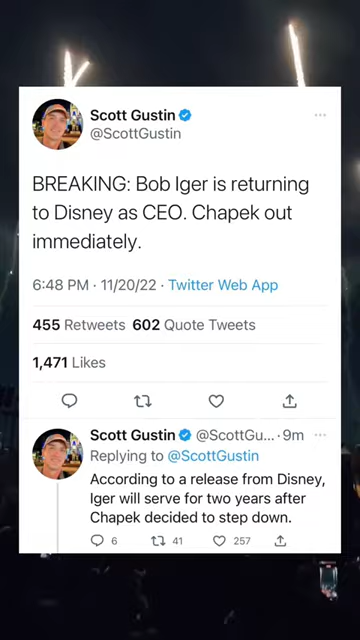 Scott Gustin
@ScottGustin
BREAKING: Bob Iger is returning
to Disney as CEO. Chapek out
immediately.
6:48 PM · 11/20/22 · Twitter Web App
455 Retweets 602 Quote Tweets
1,471 Likes
Scott Gustin @ScottGu... · 9m
Replying to @ScottGustin
According to a release from Disney,
Iger will serve for two years after
Chapek decided to step down.
6 41 257